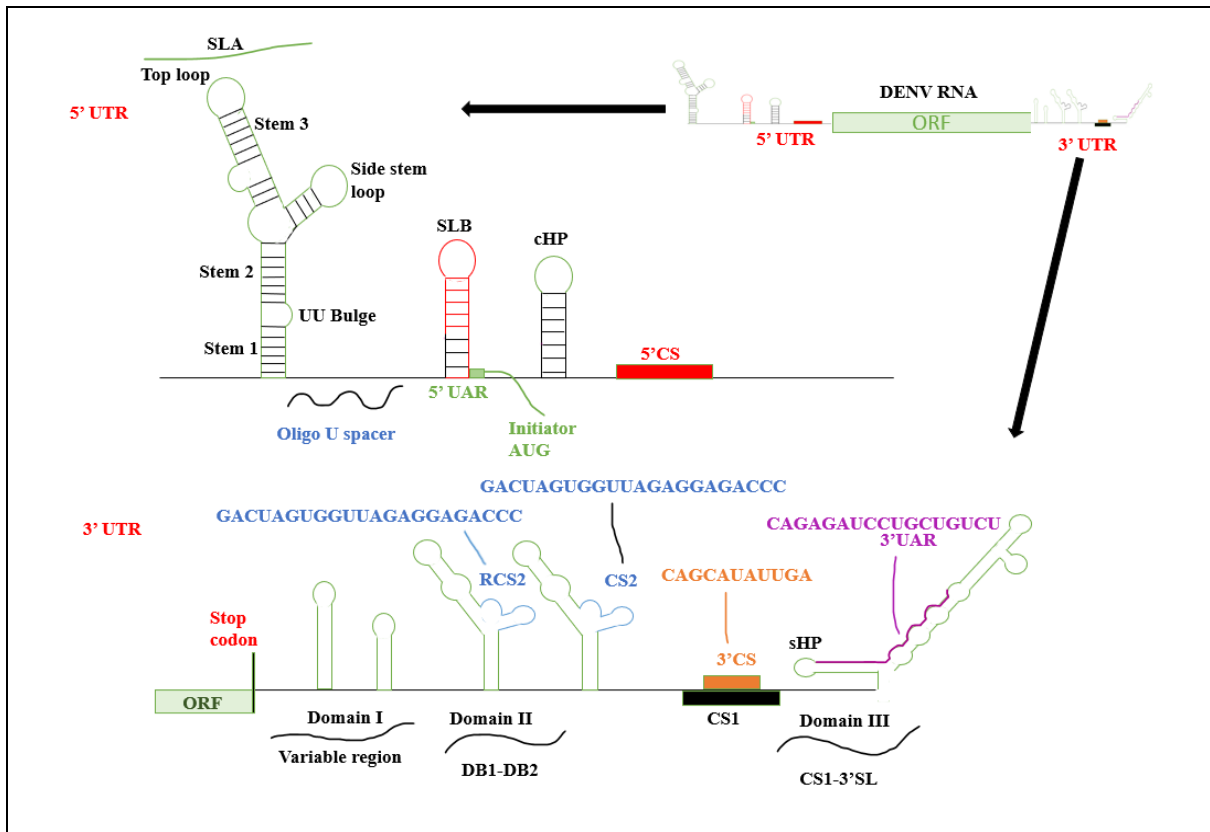 SLA
Top loop
5' UTR
Stem 3
Side stem
loop
SLB
cHP
Stem 2
UU Bulge
Stem 1
5'CS
5' UAR
Oligo U spacer
Initiator
AUG
DENV RNA
ORF
5' UTR
3' UTR
GACUAGUGGUUAGAGGAGACCC
3' UTR
GACUAGUGGUUAGAGGAGACCC
CAGAGAUCCUGCUGUCU
3'UAR
RCS2
CS2
CAGCAUAUUGA
Stop
codon
sHP
3'CS
ORF
CS1
Domain I
Variable region
Domain II
DB1-DB2
Domain III
CS1-3'SL